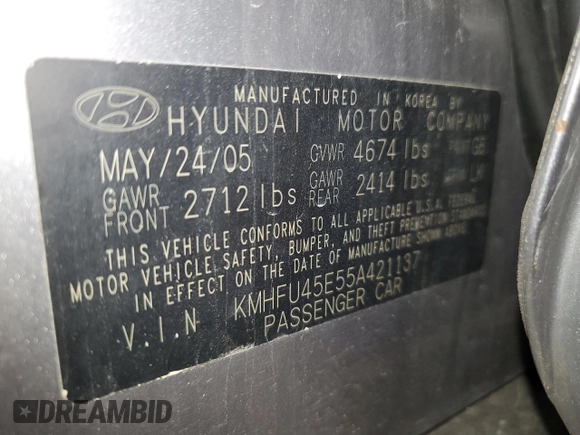 MANUFACTURED IN KOREA BY
HYUNDAI MOTOR COMPANY
MAY/24/05 GVWR 4674 lbs PAINT
GAWR FRONT 2712 lbs GAWR REAR 2414 lbs
THIS VEHICLE CONFORMS TO ALL APPLICABLE U.S.A. FEDERAL
MOTOR VEHICLE SAFETY, BUMPER, AND THEFT PREVENTION STANDARDS
IN EFFECT ON THE DATE OF MANUFACTURE SHOWN ABOVE.
V.I.N KMHFU45E55A421137
PASSENGER CAR
DREAMBID